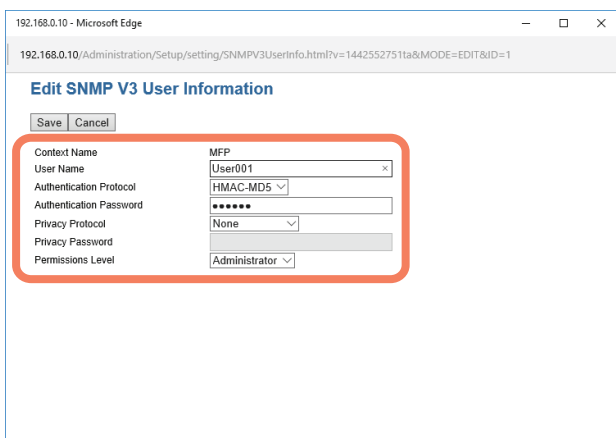 192.168.0.10 - Microsoft Edge
192.168.0.10/Administration/Setup/setting/SNMPV3UserInfo.html?v=1442552751ta&MODE=EDIT&ID=1
Edit SNMP V3 User Information
Save Cancel
Context Name MFP
User Name User001
Authentication Protocol HMAC-MD5
Authentication Password ••••••
Privacy Protocol None
Privacy Password
Permissions Level Administrator